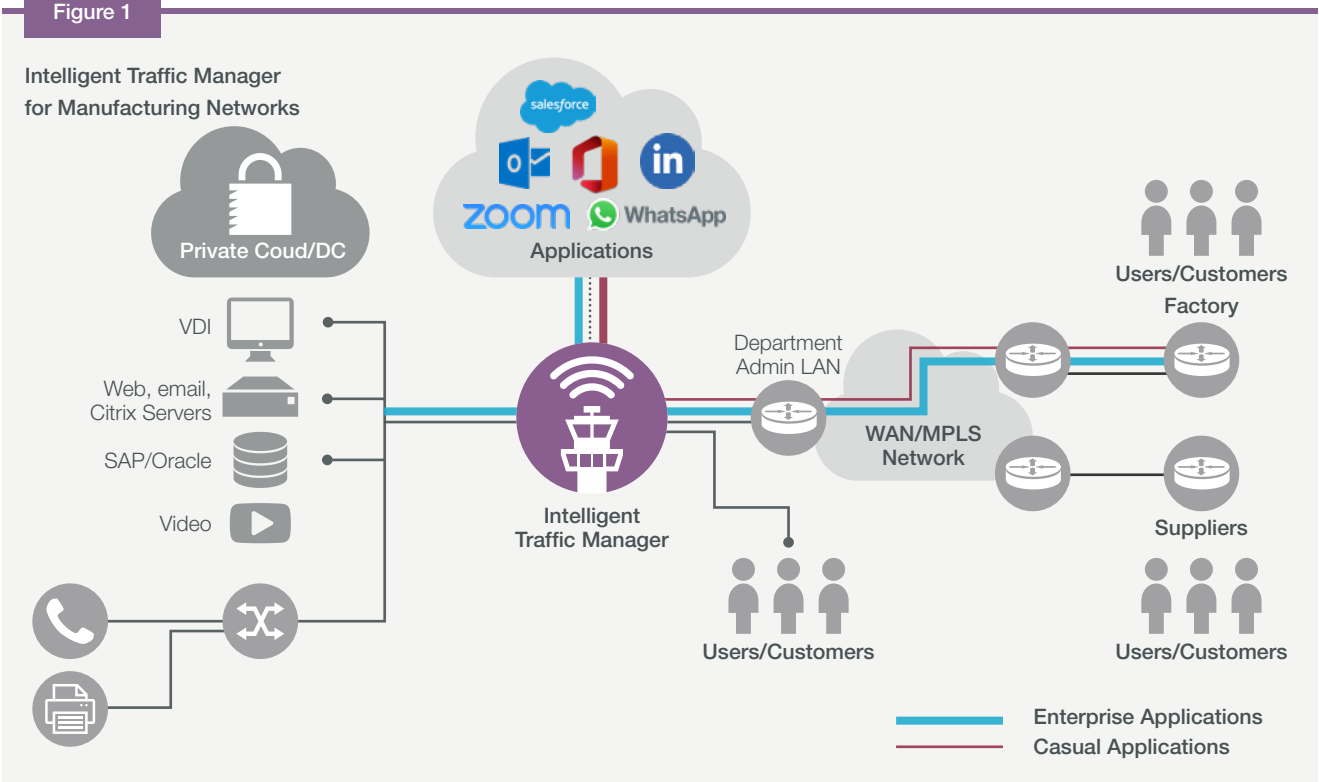 Figure 1
Intelligent Traffic Manager
for Manufacturing Networks
salesforce
o
in
zoom
WhatsApp
Applications
Private Coud/DC
VDI
Web, email,
Citrix Servers
SAP/Oracle
Video
Intelligent
Traffic Manager
Department
Admin LAN
WAN/MPLS
Network
Users/Customers
Factory
Suppliers
Users/Customers
Users/Customers
Enterprise Applications
Casual Applications